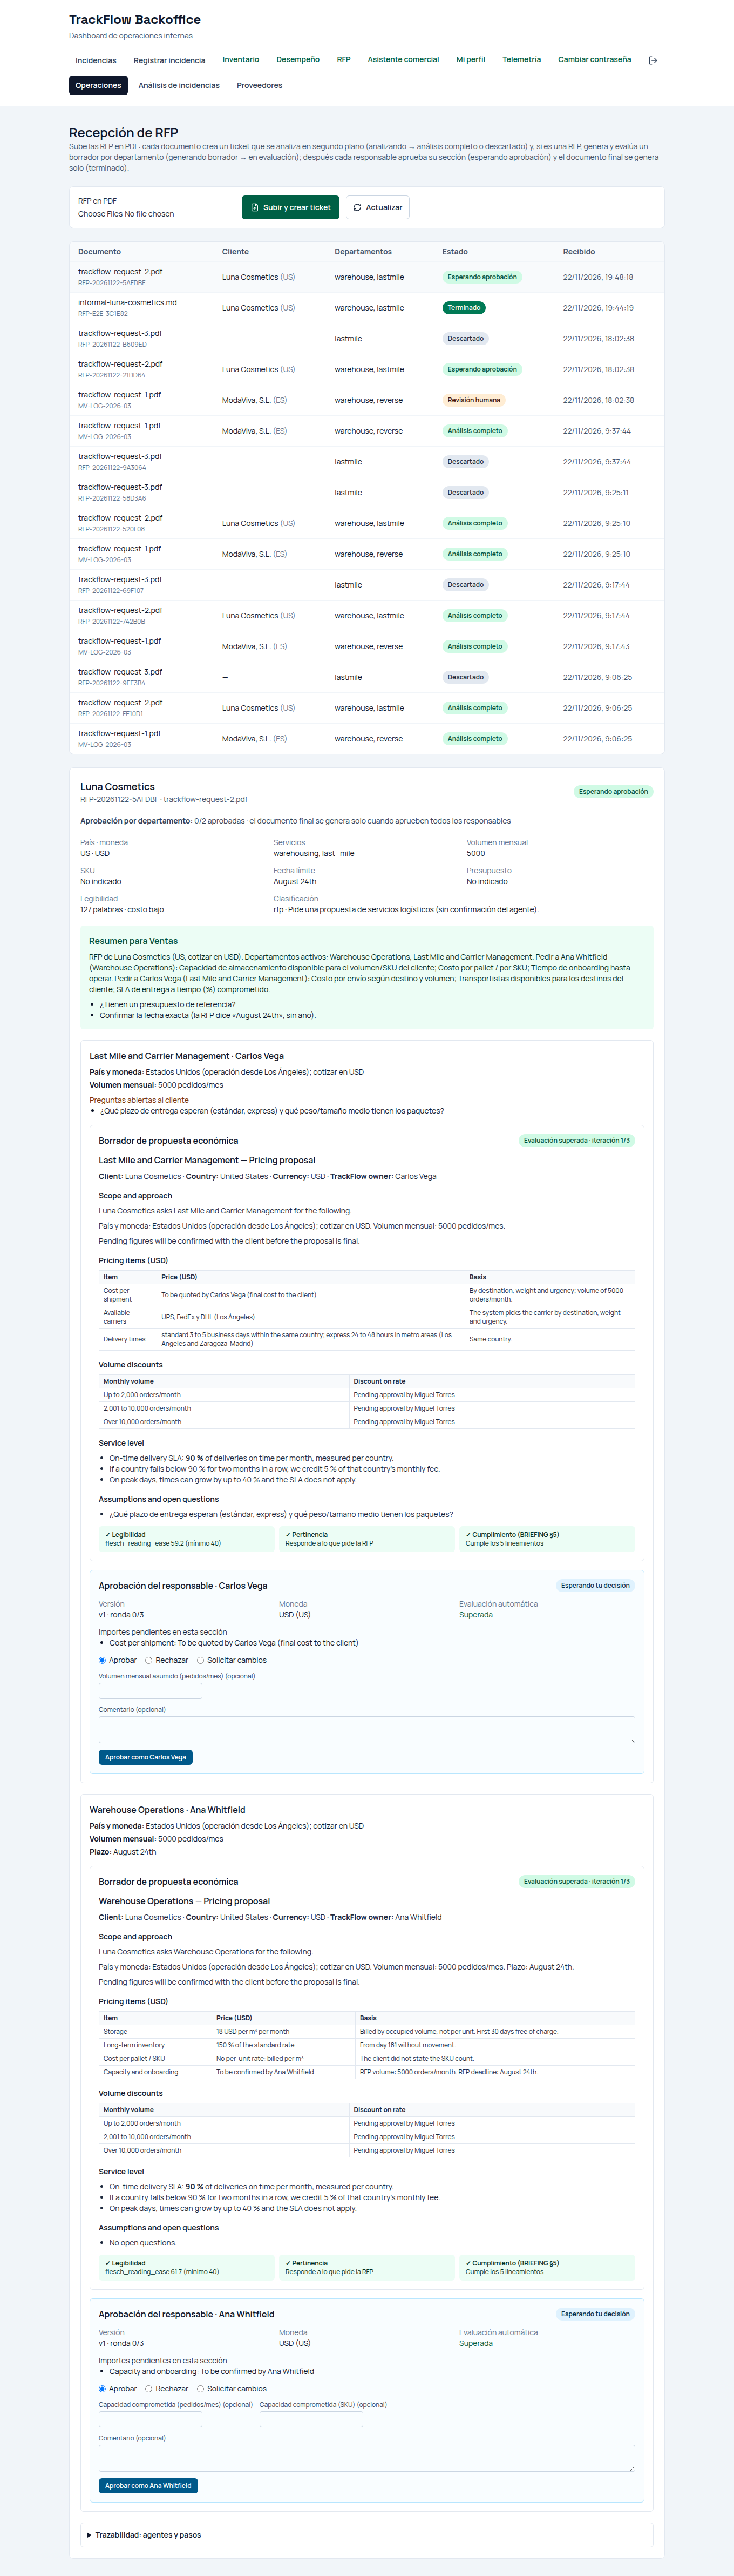 TrackFlow Backoffice
Dashboard de operaciones internas
Incidencias Registrar incidencia Inventario Desempeño RFP Asistente comercial Mi perfil Telemetría Cambiar contraseña
Operaciones Análisis de incidencias Proveedores
Recepción de RFP
Sube las RFP en PDF: cada documento crea un ticket que se analiza en segundo plano (analizando → análisis completo o descartado) y, si es una RFP, genera y evalúa un
borrador por departamento (generando borrador → en evaluación); después cada responsable aprueba su sección (esperando aprobación) y el documento final se genera
solo (terminado).
RFP en PDF
Choose Files No file chosen
Subir y crear ticket Actualizar
Documento Cliente Departamentos Estado Recibido
trackflow-request-2.pdf
RFP-20261122-5AFDBF Luna Cosmetics (US) warehouse, lastmile Esperando aprobación 22/11/2026, 19:48:18
informal-luna-cosmetics.md
RFP-E2E-3C1E82 Luna Cosmetics (US) warehouse, lastmile Terminado 22/11/2026, 19:44:19
trackflow-request-3.pdf
RFP-20261122-B609ED — lastmile Descartado 22/11/2026, 18:02:38
trackflow-request-2.pdf
RFP-20261122-21DD64 Luna Cosmetics (US) warehouse, lastmile Esperando aprobación 22/11/2026, 18:02:38
trackflow-request-1.pdf
MV-LOG-2026-03 ModaViva, S.L. (ES) warehouse, reverse Revisión humana 22/11/2026, 18:02:38
trackflow-request-1.pdf
MV-LOG-2026-03 ModaViva, S.L. (ES) warehouse, reverse Análisis completo 22/11/2026, 9:37:44
trackflow-request-3.pdf
RFP-20261122-9A3064 — lastmile Descartado 22/11/2026, 9:37:44
trackflow-request-3.pdf
RFP-20261122-58D3A6 — lastmile Descartado 22/11/2026, 9:25:11
trackflow-request-2.pdf
RFP-20261122-520F08 Luna Cosmetics (US) warehouse, lastmile Análisis completo 22/11/2026, 9:25:10
trackflow-request-1.pdf
MV-LOG-2026-03 ModaViva, S.L. (ES) warehouse, reverse Análisis completo 22/11/2026, 9:25:10
trackflow-request-3.pdf
RFP-20261122-69F107 — lastmile Descartado 22/11/2026, 9:17:44
trackflow-request-2.pdf
RFP-20261122-742B0B Luna Cosmetics (US) warehouse, lastmile Análisis completo 22/11/2026, 9:17:44
trackflow-request-1.pdf
MV-LOG-2026-03 ModaViva, S.L. (ES) warehouse, reverse Análisis completo 22/11/2026, 9:17:43
trackflow-request-3.pdf
RFP-20261122-9EE3B4 — lastmile Descartado 22/11/2026, 9:06:25
trackflow-request-2.pdf
RFP-20261122-FE10D1 Luna Cosmetics (US) warehouse, lastmile Análisis completo 22/11/2026, 9:06:25
trackflow-request-1.pdf
MV-LOG-2026-03 ModaViva, S.L. (ES) warehouse, reverse Análisis completo 22/11/2026, 9:06:25
Luna Cosmetics
RFP-20261122-5AFDBF · trackflow-request-2.pdf Esperando aprobación
Aprobación por departamento: 0/2 aprobadas · el documento final se genera solo cuando aprueben todos los responsables
País · moneda Servicios Volumen mensual
US · USD warehousing, last_mile 5000
SKU Fecha límite Presupuesto
No indicado August 24th No indicado
Legibilidad Clasificación
127 palabras · costo bajo rfp · Pide una propuesta de servicios logísticos (sin confirmación del agente).
Resumen para Ventas
RFP de Luna Cosmetics (US, cotizar en USD). Departamentos activos: Warehouse Operations, Last Mile and Carrier Management. Pedir a Ana Whitfield
(Warehouse Operations): Capacidad de almacenamiento disponible para el volumen/SKU del cliente; Costo por pallet / por SKU; Tiempo de onboarding hasta
operar. Pedir a Carlos Vega (Last Mile and Carrier Management): Costo por envío según destino y volumen; Transportistas disponibles para los destinos del
cliente; SLA de entrega a tiempo (%) comprometido.
• ¿Tienen un presupuesto de referencia?
• Confirmar la fecha exacta (la RFP dice «August 24th», sin año).
Last Mile and Carrier Management · Carlos Vega
País y moneda: Estados Unidos (operación desde Los Ángeles); cotizar en USD
Volumen mensual: 5000 pedidos/mes
Preguntas abiertas al cliente
• ¿Qué plazo de entrega esperan (estándar, express) y qué peso/tamaño medio tienen los paquetes?
Borrador de propuesta económica Evaluación superada · iteración 1/3
Last Mile and Carrier Management — Pricing proposal
Client: Luna Cosmetics · Country: United States · Currency: USD · TrackFlow owner: Carlos Vega
Scope and approach
Luna Cosmetics asks Last Mile and Carrier Management for the following.
País y moneda: Estados Unidos (operación desde Los Ángeles); cotizar en USD. Volumen mensual: 5000 pedidos/mes.
Pending figures will be confirmed with the client before the proposal is final.
Pricing items (USD)
Item Price (USD) Basis
Cost per shipment To be quoted by Carlos Vega (final cost to the client) By destination, weight and urgency; volume of 5000 orders/month.
Available carriers UPS, FedEx y DHL (Los Ángeles) The system picks the carrier by destination, weight and urgency.
Delivery times standard 3 to 5 business days within the same country; express 24 to 48 hours in metro areas (Los Angeles and Zaragoza-Madrid) Same country.
Volume discounts
Monthly volume Discount on rate
Up to 2,000 orders/month Pending approval by Miguel Torres
2,001 to 10,000 orders/month Pending approval by Miguel Torres
Over 10,000 orders/month Pending approval by Miguel Torres
Service level
• On-time delivery SLA: 90 % of deliveries on time per month, measured per country.
• If a country falls below 90 % for two months in a row, we credit 5 % of that country's monthly fee.
• On peak days, times can grow by up to 40 % and the SLA does not apply.
Assumptions and open questions
• ¿Qué plazo de entrega esperan (estándar, express) y qué peso/tamaño medio tienen los paquetes?
✓ Legibilidad ✓ Pertinencia ✓ Cumplimiento (BRIEFING §5)
flesch_reading_ease 59.2 (mínimo 40) Responde a lo que pide la RFP Cumple los 5 lineamientos
Aprobación del responsable · Carlos Vega Esperando tu decisión
Versión Moneda Evaluación automática
v1 · ronda 0/3 USD (US) Superada
Importes pendientes en esta sección
• Cost per shipment: To be quoted by Carlos Vega (final cost to the client)
Aprobar Rechazar Solicitar cambios
Volumen mensual asumido (pedidos/mes) (opcional)
Comentario (opcional)
Aprobar como Carlos Vega
Warehouse Operations · Ana Whitfield
País y moneda: Estados Unidos (operación desde Los Ángeles); cotizar en USD
Volumen mensual: 5000 pedidos/mes
Plazo: August 24th
Borrador de propuesta económica Evaluación superada · iteración 1/3
Warehouse Operations — Pricing proposal
Client: Luna Cosmetics · Country: United States · Currency: USD · TrackFlow owner: Ana Whitfield
Scope and approach
Luna Cosmetics asks Warehouse Operations for the following.
País y moneda: Estados Unidos (operación desde Los Ángeles); cotizar en USD. Volumen mensual: 5000 pedidos/mes. Plazo: August 24th.
Pending figures will be confirmed with the client before the proposal is final.
Pricing items (USD)
Item Price (USD) Basis
Storage 18 USD per m³ per month Billed by occupied volume, not per unit. First 30 days free of charge.
Long-term inventory 150 % of the standard rate From day 181 without movement.
Cost per pallet / SKU No per-unit rate: billed per m³ The client did not state the SKU count.
Capacity and onboarding To be confirmed by Ana Whitfield RFP volume: 5000 orders/month. RFP deadline: August 24th.
Volume discounts
Monthly volume Discount on rate
Up to 2,000 orders/month Pending approval by Miguel Torres
2,001 to 10,000 orders/month Pending approval by Miguel Torres
Over 10,000 orders/month Pending approval by Miguel Torres
Service level
• On-time delivery SLA: 90 % of deliveries on time per month, measured per country.
• If a country falls below 90 % for two months in a row, we credit 5 % of that country's monthly fee.
• On peak days, times can grow by up to 40 % and the SLA does not apply.
Assumptions and open questions
• No open questions.
✓ Legibilidad ✓ Pertinencia ✓ Cumplimiento (BRIEFING §5)
flesch_reading_ease 61.7 (mínimo 40) Responde a lo que pide la RFP Cumple los 5 lineamientos
Aprobación del responsable · Ana Whitfield Esperando tu decisión
Versión Moneda Evaluación automática
v1 · ronda 0/3 USD (US) Superada
Importes pendientes en esta sección
• Capacity and onboarding: To be confirmed by Ana Whitfield
Aprobar Rechazar Solicitar cambios
Capacidad comprometida (pedidos/mes) (opcional) Capacidad comprometida (SKU) (opcional)
Comentario (opcional)
Aprobar como Ana Whitfield
▶ Trazabilidad: agentes y pasos